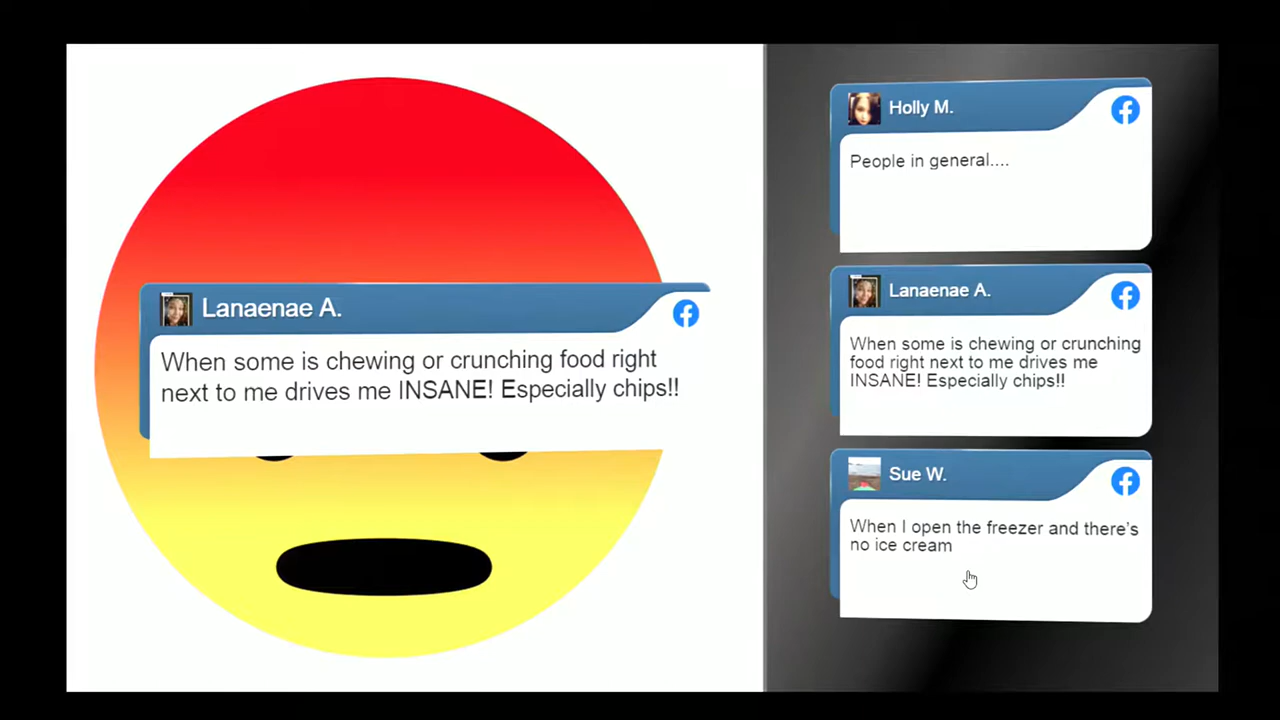 Lanaenae A.
When some is chewing or crunching food right
next to me drives me INSANE! Especially chips!!
Holly M.
People in general....
Lanaenae A.
When some is chewing or crunching
food right next to me drives me
INSANE! Especially chips!!
Sue W.
When I open the freezer and there's
no ice cream